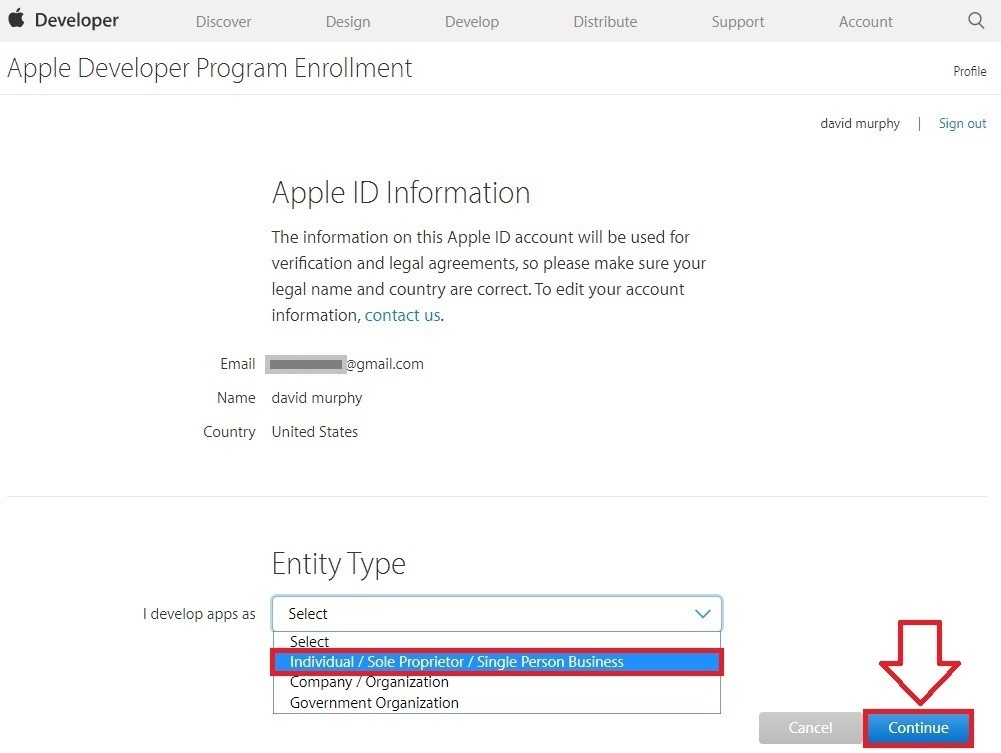 Developer Discover Design Develop Distribute Support Account
Apple Developer Program Enrollment
Profile
david murphy | Sign out
Apple ID Information
The information on this Apple ID account will be used for
verification and legal agreements, so please make sure your
legal name and country are correct. To edit your account
information, contact us.
Email @gmail.com
Name david murphy
Country United States
Entity Type
I develop apps as Select
Select
Individual / Sole Proprietor / Single Person Business
Company / Organization
Government Organization
Cancel Continue